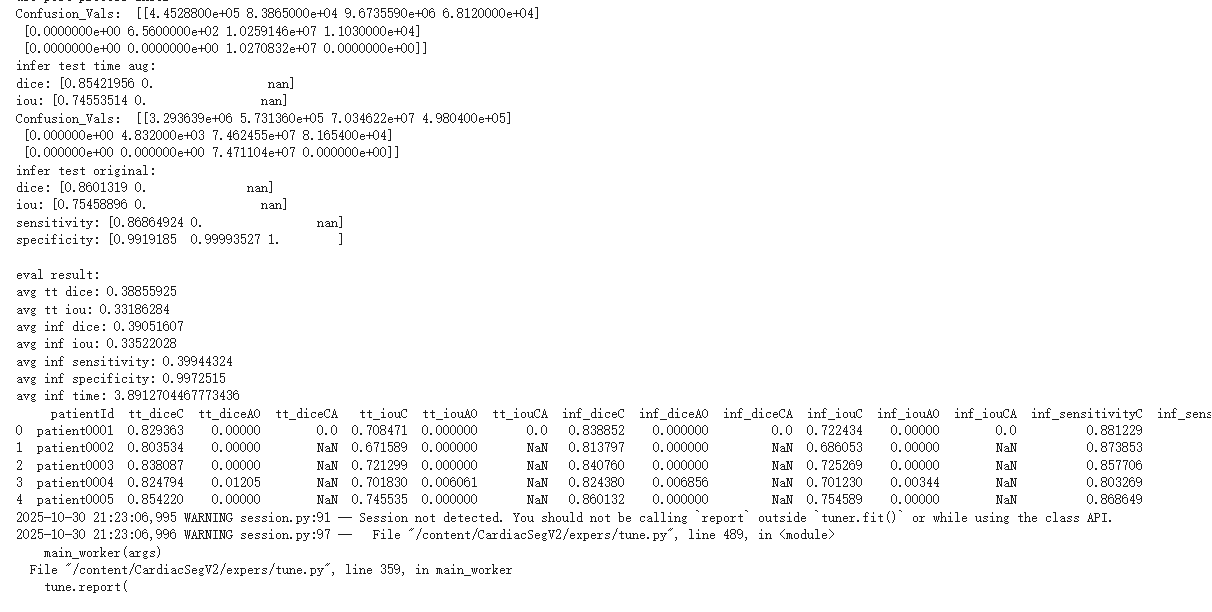 Confusion_Vals:  [[4.4528800e+05 8.3865000e+04 9.6735590e+06 6.8120000e+04]
 [0.0000000e+00 6.5600000e+02 1.0259146e+07 1.1030000e+04]
 [0.0000000e+00 0.0000000e+00 1.0270832e+07 0.0000000e+00]]
infer test time aug:
dice: [0.85421956 0.                nan]
iou: [0.74553514 0.                nan]
Confusion_Vals:  [[3.293639e+06 5.731360e+05 7.034622e+07 4.980400e+05]
 [0.000000e+00 4.832000e+03 7.462455e+07 8.165400e+04]
 [0.000000e+00 0.000000e+00 7.471104e+07 0.000000e+00]]
infer test original:
dice: [0.8601319 0.               nan]
iou: [0.75458896 0.                nan]
sensitivity: [0.86864924 0.                nan]
specificity: [0.9919185  0.99993527 1.        ]
eval result:
avg tt dice: 0.38855925
avg tt iou: 0.33186284
avg inf dice: 0.39051607
avg inf iou: 0.33522028
avg inf sensitivity: 0.39944324
avg inf specificity: 0.9972515
avg inf time: 3.8912704467773436
     patientId  tt_diceC  tt_diceAO  tt_diceCA   tt_iouC  tt_iouAO  tt_iouCA  inf_diceC  inf_diceAO  inf_diceCA  inf_iouC  inf_iouAO  inf_iouCA  inf_sensitivityC  inf_sens
0  patient0001  0.829363    0.00000        0.0  0.708471  0.000000       0.0   0.838852    0.000000         0.0  0.722434    0.00000        0.0          0.881229
1  patient0002  0.803534    0.00000        NaN  0.671589  0.000000       NaN   0.813797    0.000000         NaN  0.686053    0.00000        NaN          0.873853
2  patient0003  0.838087    0.00000        NaN  0.721299  0.000000       NaN   0.840760    0.000000         NaN  0.725269    0.00000        NaN          0.857706
3  patient0004  0.824794    0.01205        NaN  0.701830  0.006061       NaN   0.824380    0.006856         NaN  0.701230    0.00344        NaN          0.803269
4  patient0005  0.854220    0.00000        NaN  0.745535  0.000000       NaN   0.860132    0.000000         NaN  0.754589    0.00000        NaN          0.868649
2025-10-30 21:23:06,995 WARNING session.py:91 -- Session not detected. You should not be calling `report` outside `tuner.fit()` or while using the class API.
2025-10-30 21:23:06,996 WARNING session.py:97 --   File "/content/CardiacSegV2/expers/tune.py", line 489, in <module>
    main_worker(args)
  File "/content/CardiacSegV2/expers/tune.py", line 359, in main_worker
    tune.report(